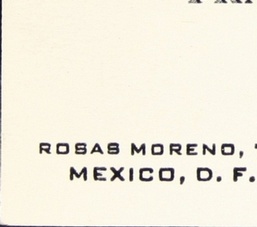 ROSAS MORENO,
MEXICO, D. F.